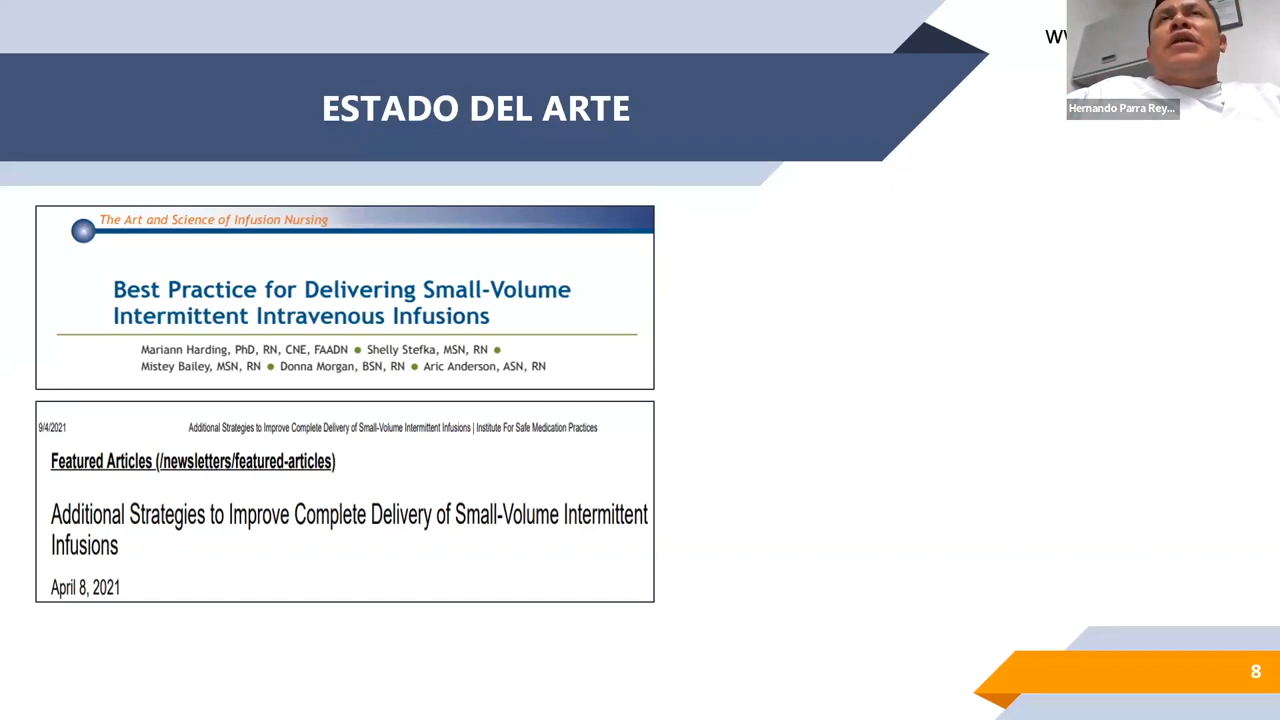 ESTADO DEL ARTE
Hernando Parra Rey...
The Art and Science of Infusion Nursing
Best Practice for Delivering Small-Volume
Intermittent Intravenous Infusions
Mariann Harding, PhD, RN, CNE, FAADN ● Shelly Stefka, MSN, RN ●
Mistey Bailey, MSN, RN ● Donna Morgan, BSN, RN ● Aric Anderson, ASN, RN
9/4/2021 Additional Strategies to Improve Complete Delivery of Small-Volume Intermittent Infusions | Institute For Safe Medication Practices
Featured Articles (/newsletters/featured-articles)
Additional Strategies to Improve Complete Delivery of Small-Volume Intermittent
Infusions
April 8, 2021
8